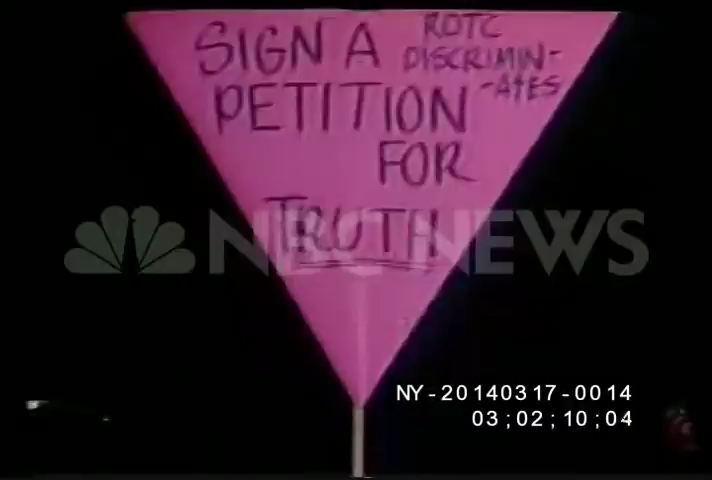 SIGN A
PETITION
FOR
TRUTH
ROTC
DISCRIMIN-
-ATES
NBC NEWS
NY-20140317-0014
03;02;10;04